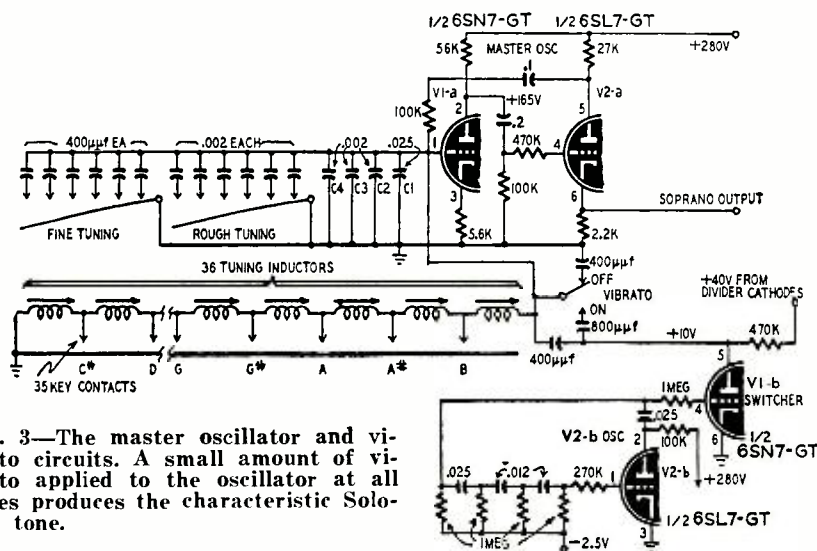 1/2 6SN7-GT 1/2 6SL7-GT
56K 27K
MASTER OSC
+280V
.1
V1-a V2-a
100K 2 +165V 5
.2
400µµf EA .002 EACH .002 .025 1 470K 4
C4 C3 C2 C1
100K
3 6
SOPRANO OUTPUT
FINE TUNING ROUGH TUNING 5.6K 2.2K
36 TUNING INDUCTORS
400µµf
OFF
VIBRATO
ON
800µµf
+40V FROM
DIVIDER CATHODES
+10V 470K
400µµf
C# D G G# A A# B
35 KEY CONTACTS
5
1MEG 4 V1-b
SWITCHER
.025
6
V2-b OSC 2 100K 1/2
6SN7-GT
+280V
.025 .012 270K 1 V2-b
1MEG 3
-2.5V
1/2 6SL7-GT
. 3—The master oscillator and vi-
to circuits. A small amount of vi-
to applied to the oscillator at all
es produces the characteristic Solo-
tone.